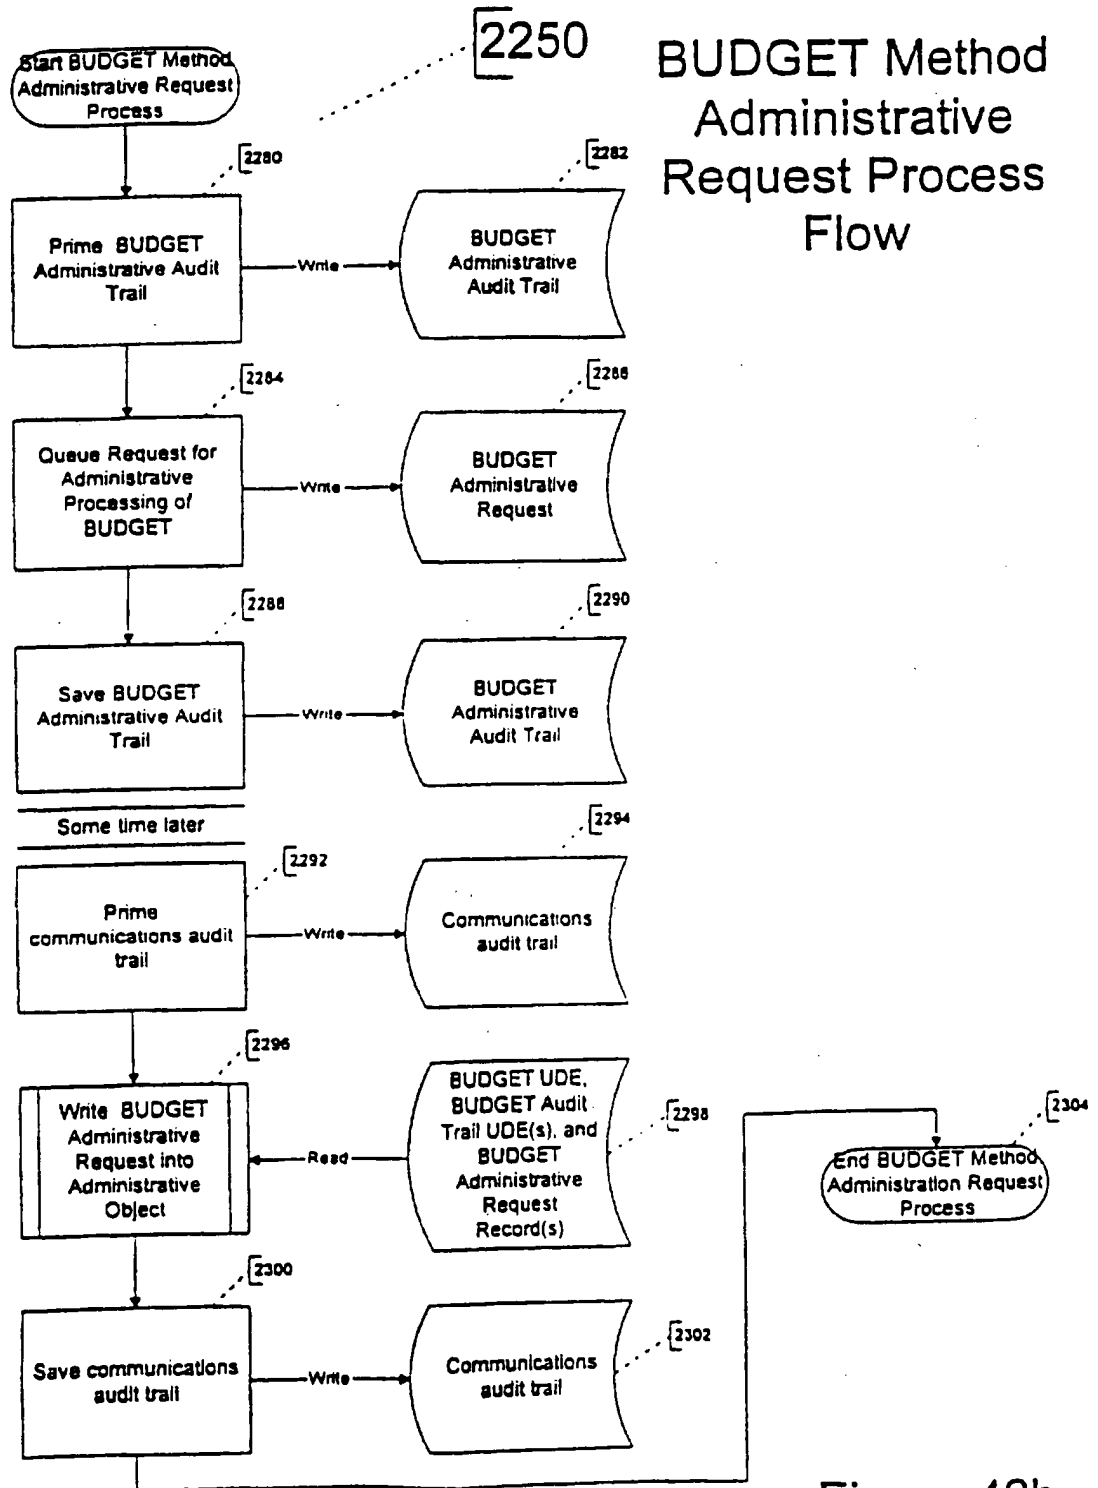 2250
BUDGET Method
Administrative
Request Process
Flow
Start BUDGET Method
Administrative Request
Process
2280
Prime BUDGET
Administrative Audit
Trail
Write
2282
BUDGET
Administrative
Audit Trail
2284
Queue Request for
Administrative
Processing of
BUDGET
Write
2286
BUDGET
Administrative
Request
2288
Save BUDGET
Administrative Audit
Trail
Write
2290
BUDGET
Administrative
Audit Trail
Some time later
2292
Prime
communications audit
trail
Write
2294
Communications
audit trail
2296
Write BUDGET
Administrative
Request into
Administrative
Object
Read
BUDGET UDE,
BUDGET Audit
Trail UDE(s), and
BUDGET
Administrative
Request
Record(s)
2298
2300
Save communications
audit trail
Write
Communications
audit trail
2302
2304
End BUDGET Method
Administration Request
Process